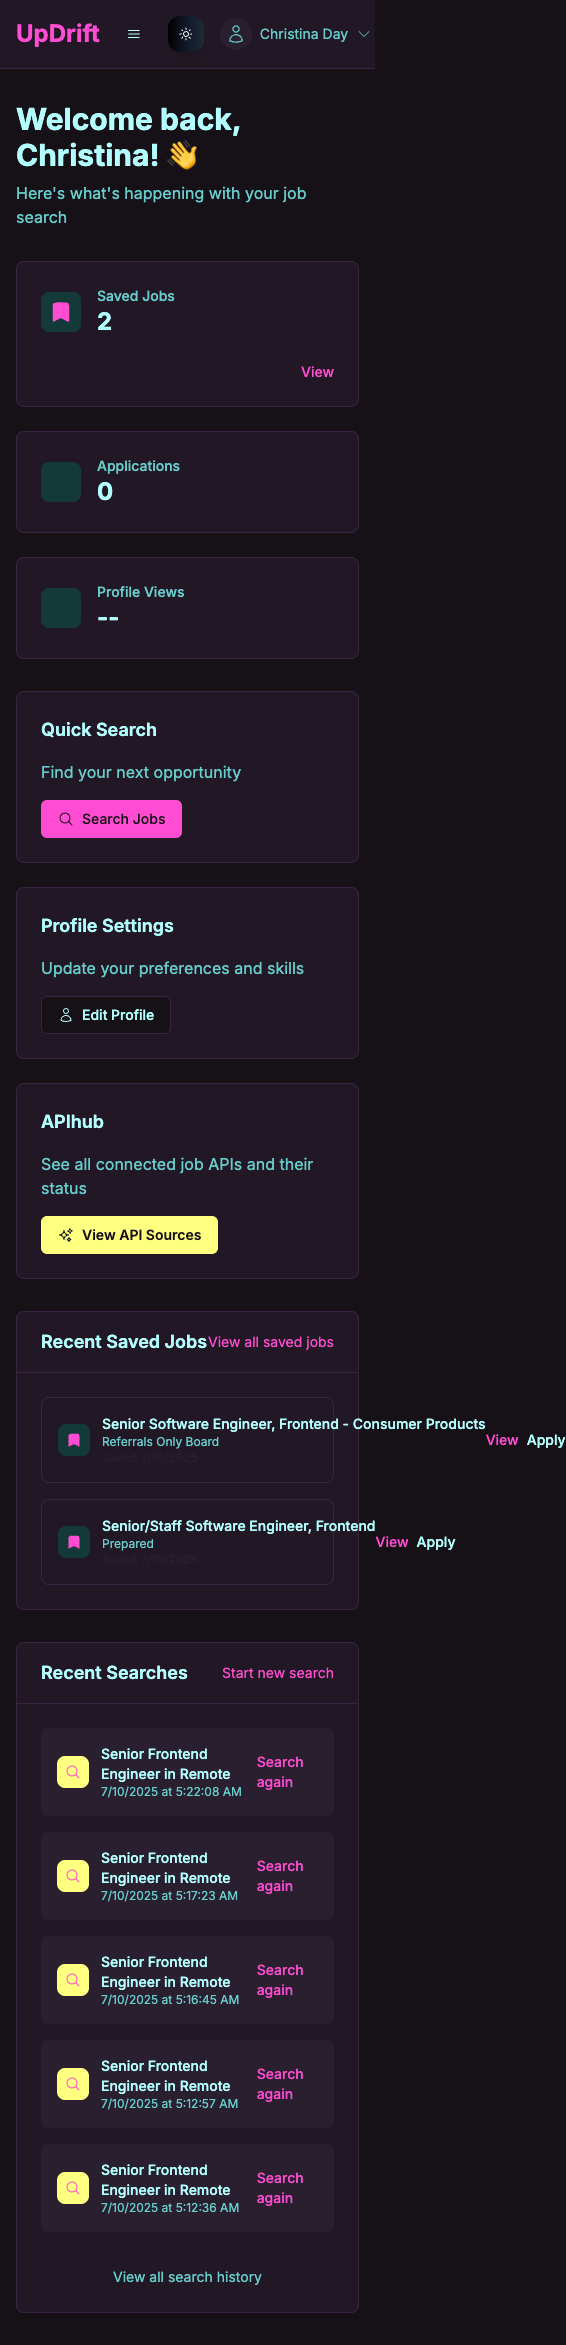 UpDrift
Christina Day
Welcome back,
Christina! 👋
Here's what's happening with your job
search
Saved Jobs
2
View
Applications
0
Profile Views
--
Quick Search
Find your next opportunity
Search Jobs
Profile Settings
Update your preferences and skills
Edit Profile
APIhub
See all connected job APIs and their
status
View API Sources
Recent Saved Jobs View all saved jobs
Senior Software Engineer, Frontend - Consumer Products
Referrals Only Board
Saved 7/10/2025
View Apply
Senior/Staff Software Engineer, Frontend
Prepared
Saved 7/10/2025
View Apply
Recent Searches Start new search
Senior Frontend
Engineer in Remote
7/10/2025 at 5:22:08 AM
Search
again
Senior Frontend
Engineer in Remote
7/10/2025 at 5:17:23 AM
Search
again
Senior Frontend
Engineer in Remote
7/10/2025 at 5:16:45 AM
Search
again
Senior Frontend
Engineer in Remote
7/10/2025 at 5:12:57 AM
Search
again
Senior Frontend
Engineer in Remote
7/10/2025 at 5:12:36 AM
Search
again
View all search history